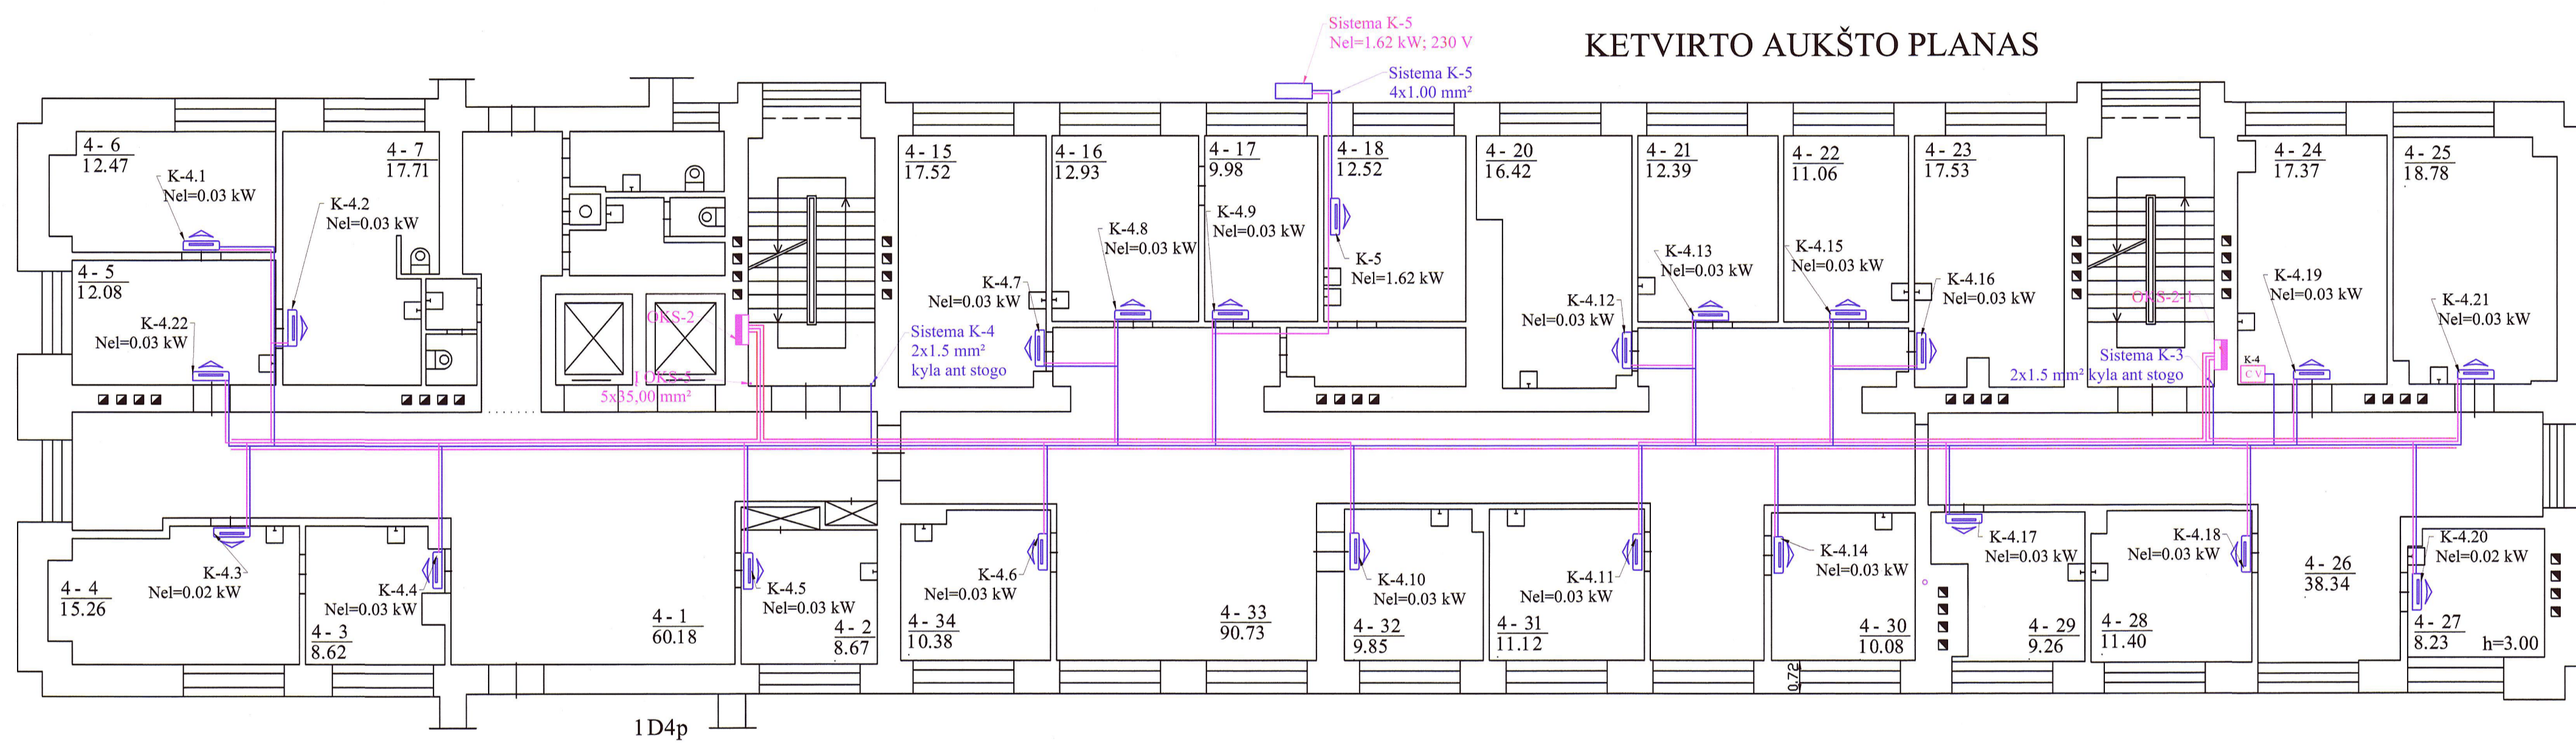 Sistema K-5
Nel=1.62 kW; 230 V
KETVIRTO AUKŠTO PLANAS
Sistema K-5
4x1.00 mm²
4 - 6
12.47
K-4.1
Nel=0.03 kW
4 - 7
17.71
K-4.2
Nel=0.03 kW
4 - 15
17.52
4 - 16
12.93
4 - 17
9.98
4 - 18
12.52
4 - 20
16.42
4 - 21
12.39
4 - 22
11.06
4 - 23
17.53
4 - 24
17.37
4 - 25
18.78
K-4.8
Nel=0.03 kW
K-4.9
Nel=0.03 kW
K-5
Nel=1.62 kW
K-4.13
Nel=0.03 kW
K-4.15
Nel=0.03 kW
4 - 5
12.08
K-4.22
Nel=0.03 kW
K-4.7
Nel=0.03 kW
K-4.12
Nel=0.03 kW
K-4.16
Nel=0.03 kW
K-4.19
Nel=0.03 kW
K-4.21
Nel=0.03 kW
OKS-2
OKS-2-1
Sistema K-4
2x1.5 mm²
kyla ant stogo
Į OKS-5
5x35,00 mm²
Sistema K-3
2x1.5 mm² kyla ant stogo
K-4
C V
4 - 4
15.26
K-4.3
Nel=0.02 kW
K-4.4
Nel=0.03 kW
4 - 3
8.62
4 - 1
60.18
K-4.5
Nel=0.03 kW
4 - 2
8.67
K-4.6
Nel=0.03 kW
4 - 34
10.38
4 - 33
90.73
K-4.10
Nel=0.03 kW
4 - 32
9.85
K-4.11
Nel=0.03 kW
4 - 31
11.12
K-4.14
Nel=0.03 kW
4 - 30
10.08
K-4.17
Nel=0.03 kW
4 - 29
9.26
K-4.18
Nel=0.03 kW
4 - 28
11.40
4 - 26
38.34
K-4.20
Nel=0.02 kW
4 - 27
8.23
h=3.00
0.72
1D4p